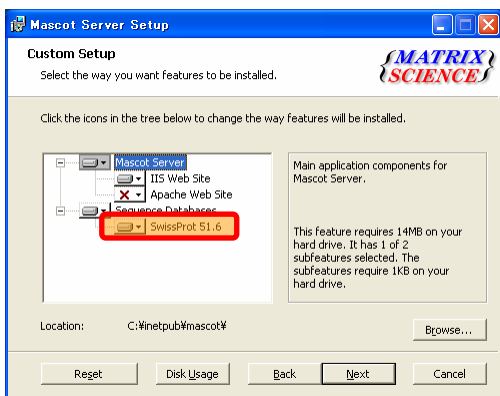 Mascot Server Setup
Custom Setup
Select the way you want features to be installed.
MATRIX
SCIENCE
Click the icons in the tree below to change the way features will be installed.
Mascot Server
IIS Web Site
Apache Web Site
Sequence Databases
SwissProt 51.6
Main application components for
Mascot Server.
This feature requires 14MB on your
hard drive. It has 1 of 2
subfeatures selected. The
subfeatures require 1KB on your
hard drive.
Location: C:¥inetpub¥mascot¥
Browse...
Reset Disk Usage Back Next Cancel